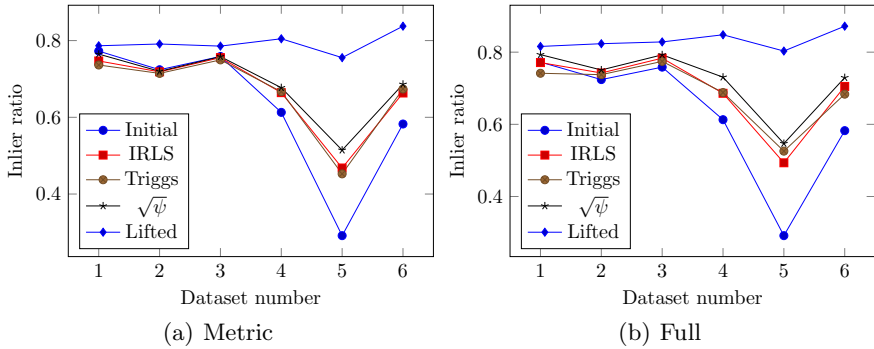 0.8
0.6
0.4
Inlier ratio
Initial
IRLS
Triggs
√ψ
Lifted
1 2 3 4 5 6
Dataset number
(a) Metric
0.8
0.6
0.4
Inlier ratio
Initial
IRLS
Triggs
√ψ
Lifted
1 2 3 4 5 6
Dataset number
(b) Full